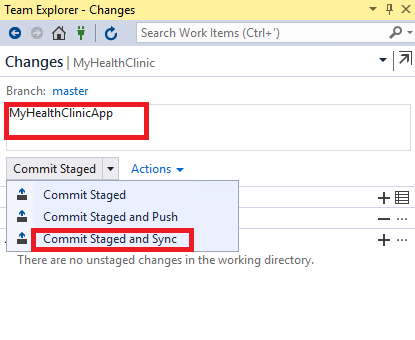 Team Explorer - Changes
Search Work Items (Ctrl+')
Changes | MyHealthClinic
Branch: master
MyHealthClinicApp
Commit Staged Actions
Commit Staged
Commit Staged and Push
Commit Staged and Sync
There are no unstaged changes in the working directory.